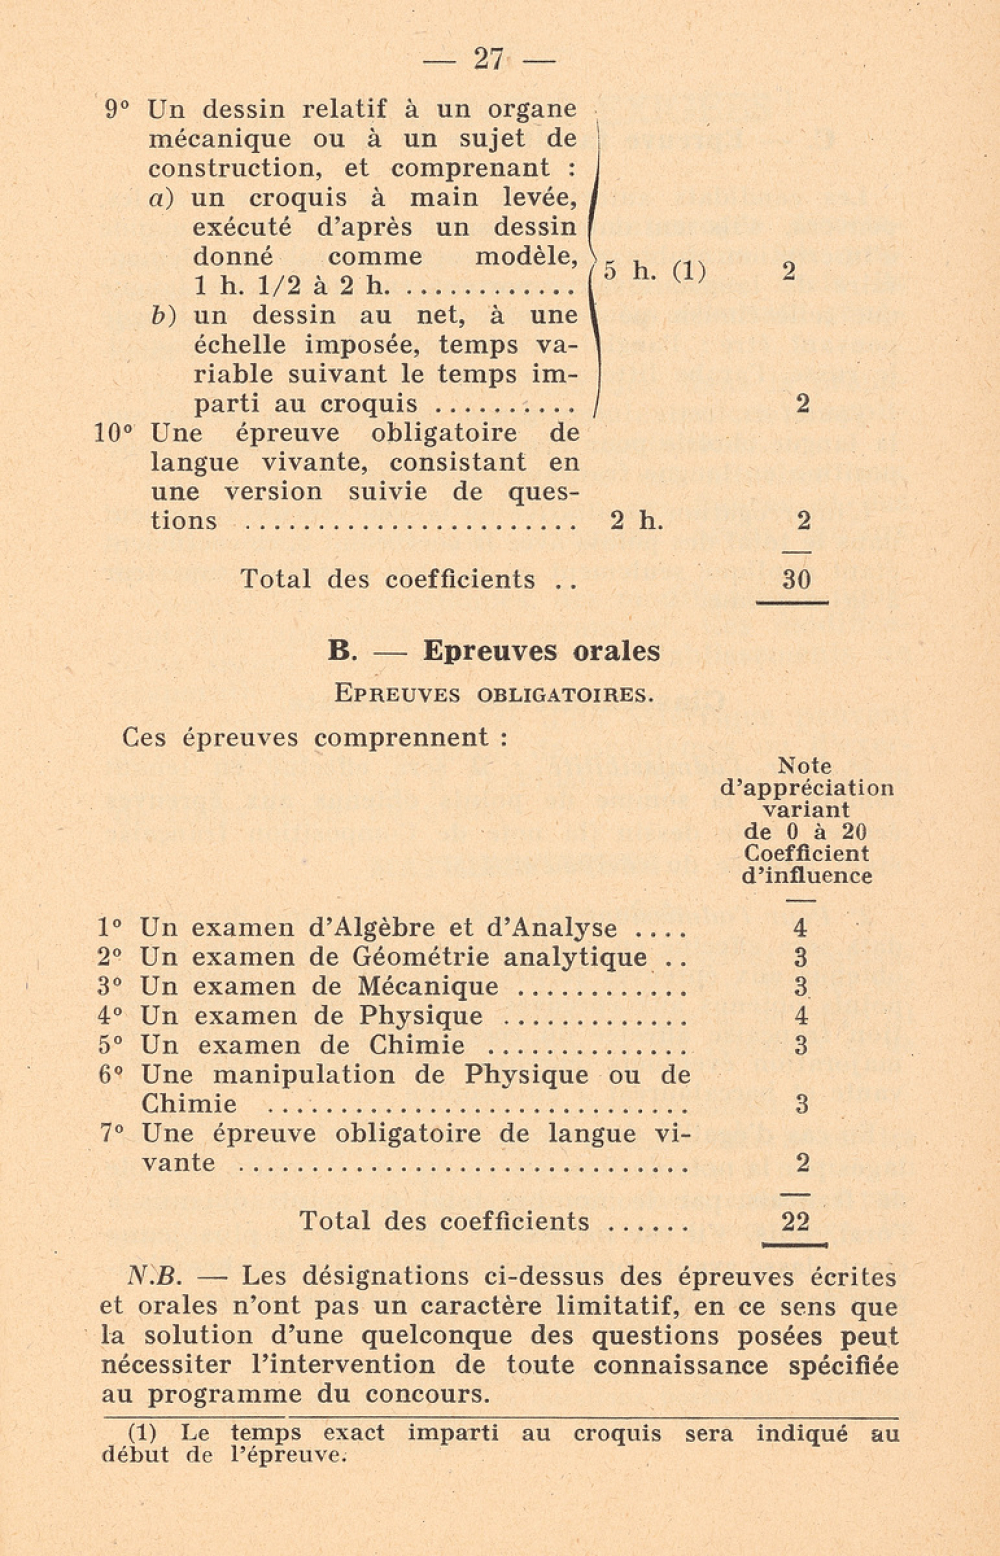 — 27 —
9° Un dessin relatif à un organe
mécanique ou à un sujet de
construction, et comprenant :
a) un croquis à main levée,
exécuté d'après un dessin
donné comme modèle,
1 h. 1/2 à 2 h. ............ 5 h. (1) 2
b) un dessin au net, à une
échelle imposée, temps va-
riable suivant le temps im-
parti au croquis .......... 2
10° Une épreuve obligatoire de
langue vivante, consistant en
une version suivie de ques-
tions ....................... 2 h. 2
Total des coefficients .. 30
B. — Epreuves orales
EPREUVES OBLIGATOIRES.
Ces épreuves comprennent :
Note
d'appréciation
variant
de 0 à 20
Coefficient
d'influence
1° Un examen d'Algèbre et d'Analyse .... 4
2° Un examen de Géométrie analytique .. 3
3° Un examen de Mécanique ............ 3
4° Un examen de Physique ............. 4
5° Un examen de Chimie .............. 3
6° Une manipulation de Physique ou de
Chimie ............................. 3
7° Une épreuve obligatoire de langue vi-
vante ............................... 2
Total des coefficients ...... 22
N.B. — Les désignations ci-dessus des épreuves écrites
et orales n'ont pas un caractère limitatif, en ce sens que
la solution d'une quelconque des questions posées peut
nécessiter l'intervention de toute connaissance spécifiée
au programme du concours.
(1) Le temps exact imparti au croquis sera indiqué au
début de l'épreuve.